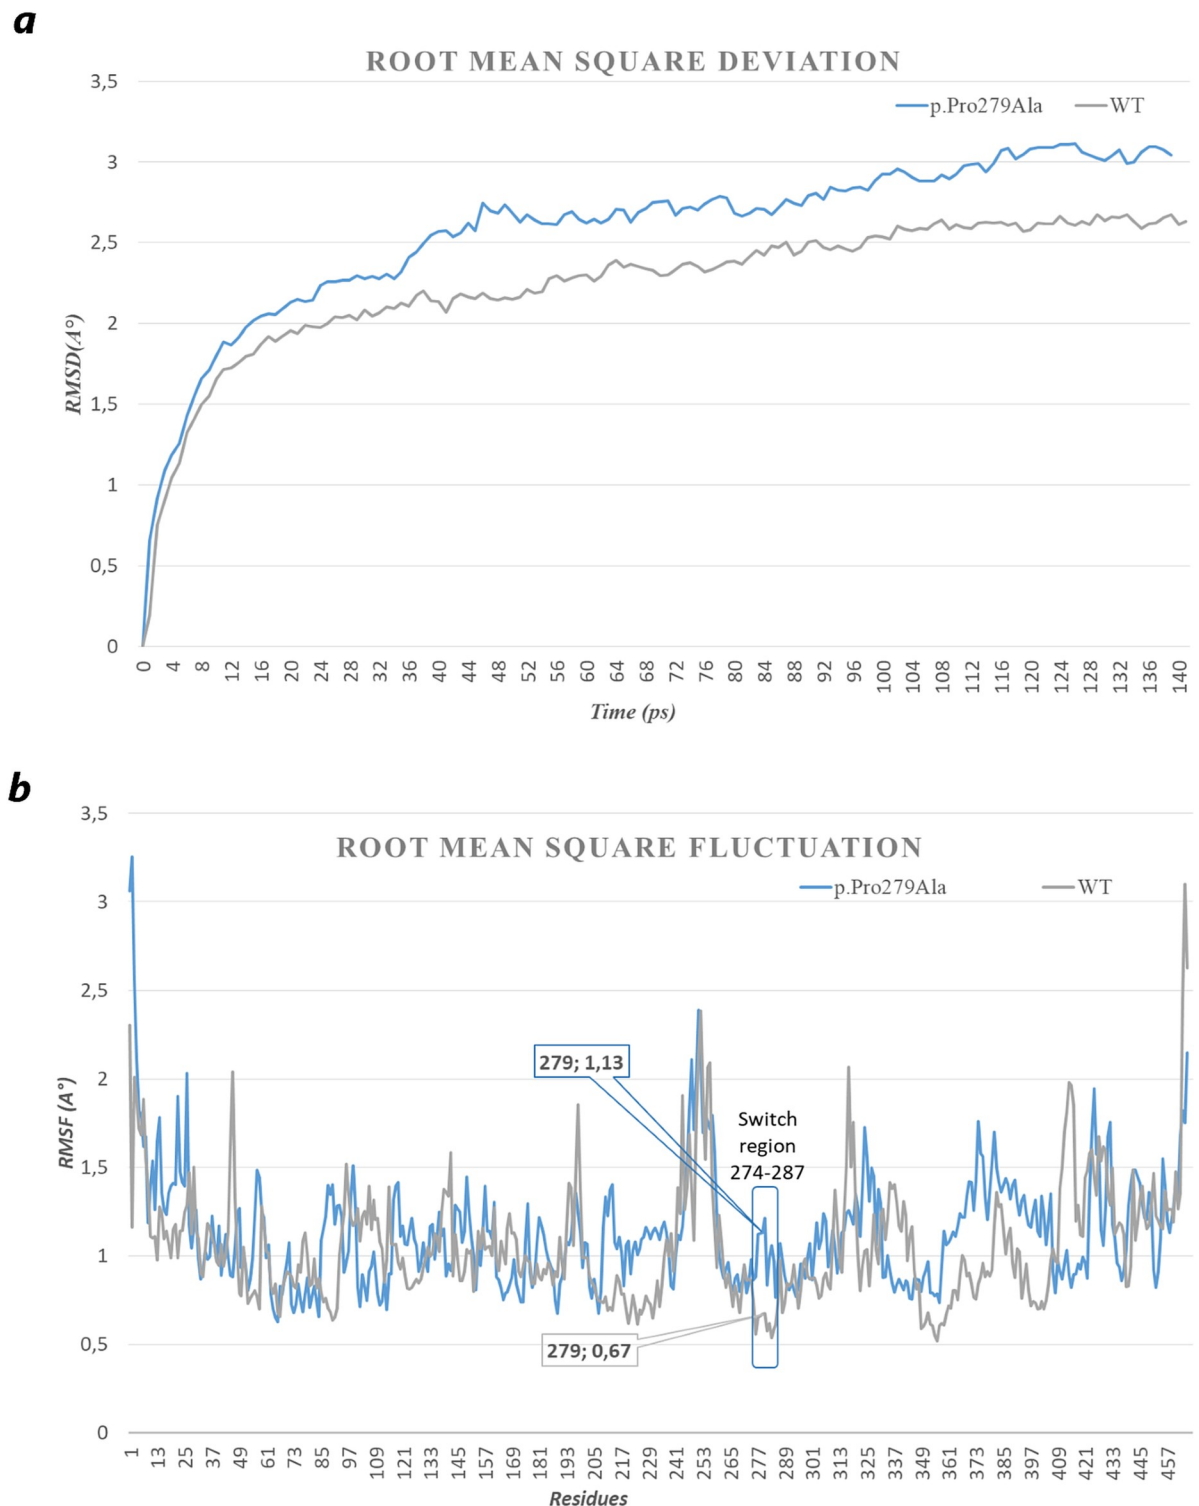 a
ROOT MEAN SQUARE DEVIATION
p.Pro279Ala WT
3,5
3
2,5
2
1,5
1
0,5
0
RMSD(A°)
0 4 8 12 16 20 24 28 32 36 40 44 48 52 56 60 64 68 72 76 80 84 88 92 96 100 104 108 112 116 120 124 128 132 136 140
Time (ps)
b
ROOT MEAN SQUARE FLUCTUATION
p.Pro279Ala WT
3,5
3
2,5
2
1,5
1
0,5
0
RMSF (A°)
279; 1,13
Switch
region
274-287
279; 0,67
1 13 25 37 49 61 73 85 97 109 121 133 145 157 169 181 193 205 217 229 241 253 265 277 289 301 313 325 337 349 361 373 385 397 409 421 433 445 457
Residues